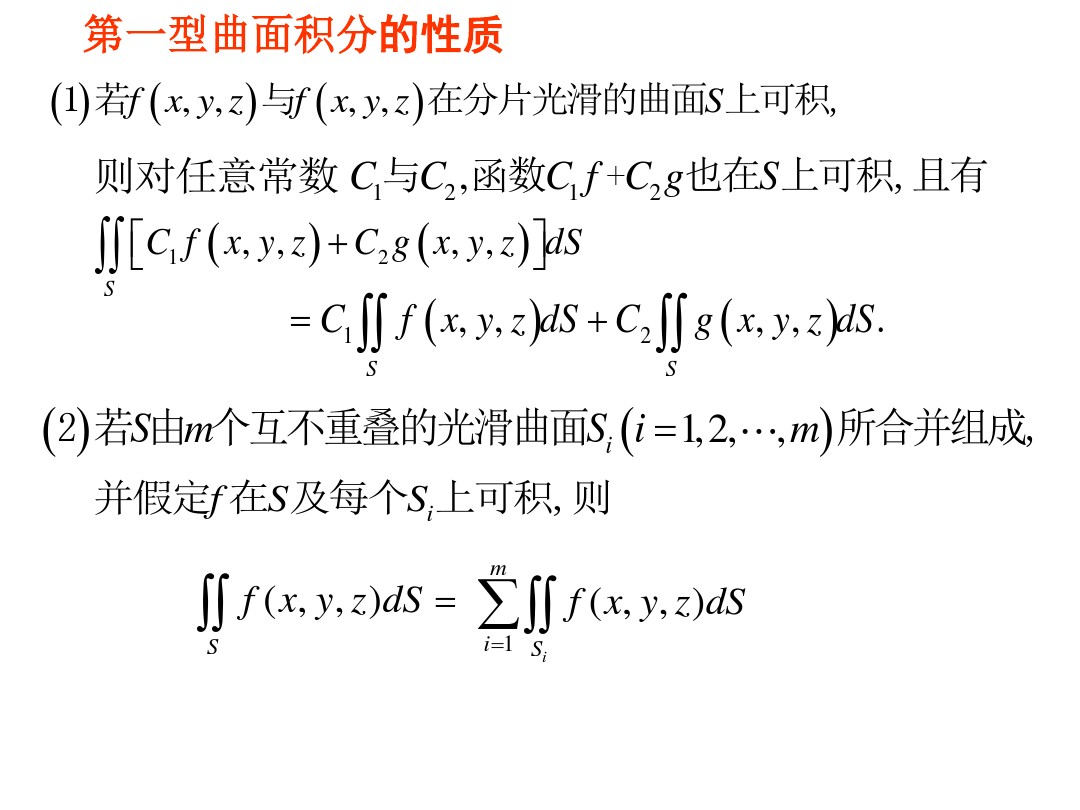 第一型曲面积分的性质
(1)若f(x, y, z)与f(x, y, z)在分片光滑的曲面S上可积,
则对任意常数 C₁与C₂,函数C₁f+C₂g也在S上可积, 且有
∬_S [C₁f(x, y, z)+C₂g(x, y, z)]dS
= C₁∬_S f(x, y, z)dS + C₂∬_S g(x, y, z)dS.
(2)若S由m个互不重叠的光滑曲面Sᵢ(i=1,2,⋯,m)所合并组成,
并假定f在S及每个Sᵢ上可积, 则
∬_S f(x, y, z)dS = ∑_{i=1}^{m} ∬_{Sᵢ} f(x, y, z)dS